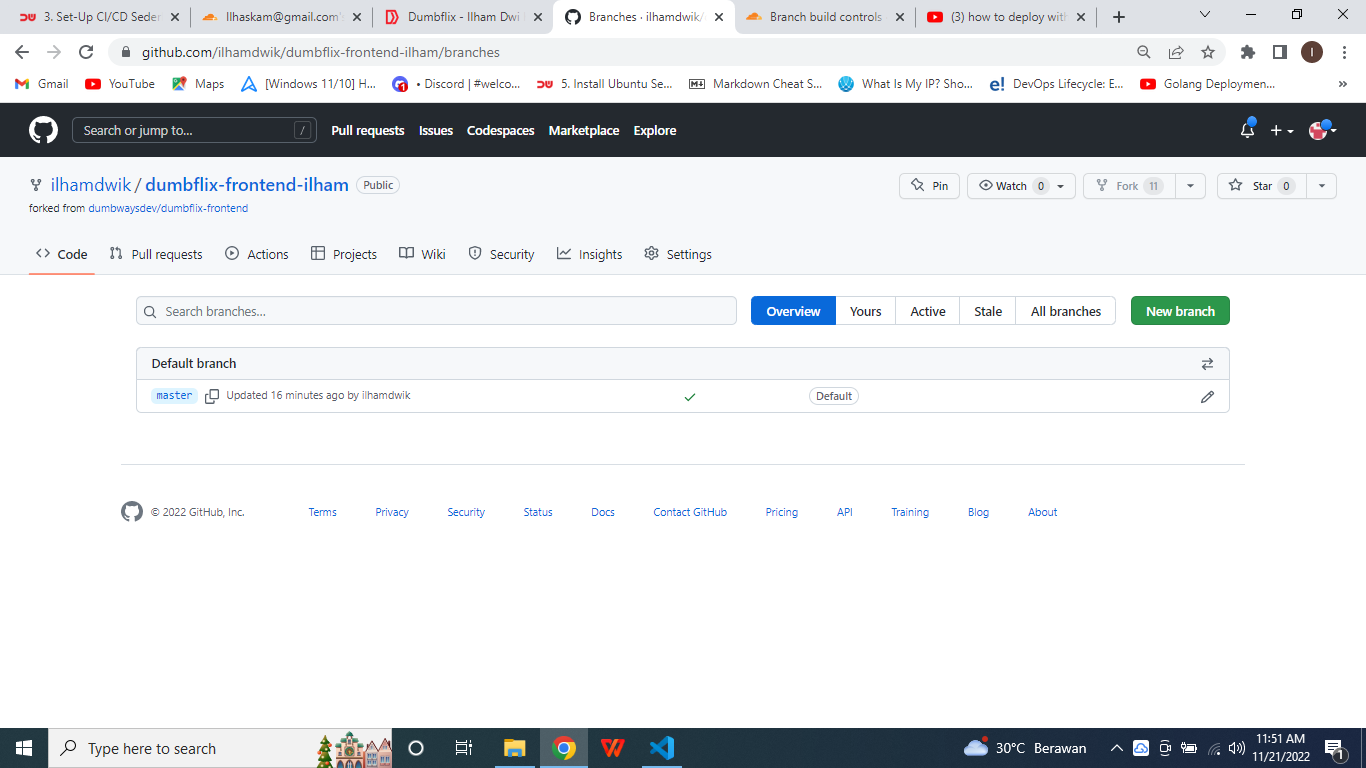 3. Set-Up CI/CD Seder
Ilhaskam@gmail.com'
Dumbflix - Ilham Dwi
Branches · ilhamdwik/
Branch build controls
(3) how to deploy with
github.com/ilhamdwik/dumbflix-frontend-ilham/branches
I
Gmail
YouTube
Maps
[Windows 11/10] H...
• Discord | #welco...
5. Install Ubuntu Se...
Markdown Cheat S...
What Is My IP? Sho...
DevOps Lifecycle: E...
Golang Deploymen...
»
Search or jump to... /
Pull requests Issues Codespaces Marketplace Explore
ilhamdwik / dumbflix-frontend-ilham Public
Pin
Watch 0
Fork 11
Star 0
forked from dumbwaysdev/dumbflix-frontend
Code
Pull requests
Actions
Projects
Wiki
Security
Insights
Settings
Search branches...
Overview Yours Active Stale All branches
New branch
Default branch
master Updated 16 minutes ago by ilhamdwik Default
© 2022 GitHub, Inc. Terms Privacy Security Status Docs Contact GitHub Pricing API Training Blog About
Type here to search
30°C Berawan
11:51 AM
11/21/2022
1